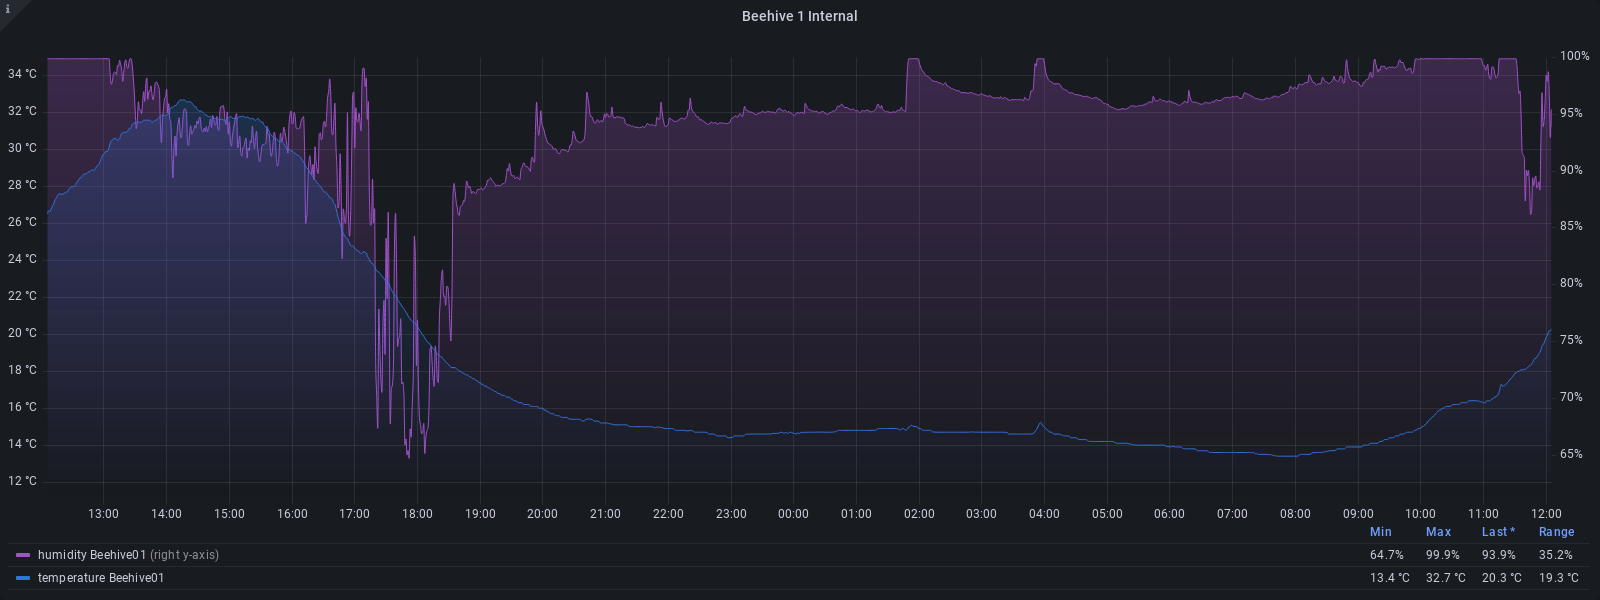 i
Beehive 1 Internal
34 °C
32 °C
30 °C
28 °C
26 °C
24 °C
22 °C
20 °C
18 °C
16 °C
14 °C
12 °C
100%
95%
90%
85%
80%
75%
70%
65%
13:00 14:00 15:00 16:00 17:00 18:00 19:00 20:00 21:00 22:00 23:00 00:00 01:00 02:00 03:00 04:00 05:00 06:00 07:00 08:00 09:00 10:00 11:00 12:00
Min Max Last * Range
humidity Beehive01 (right y-axis) 64.7% 99.9% 93.9% 35.2%
temperature Beehive01 13.4 °C 32.7 °C 20.3 °C 19.3 °C